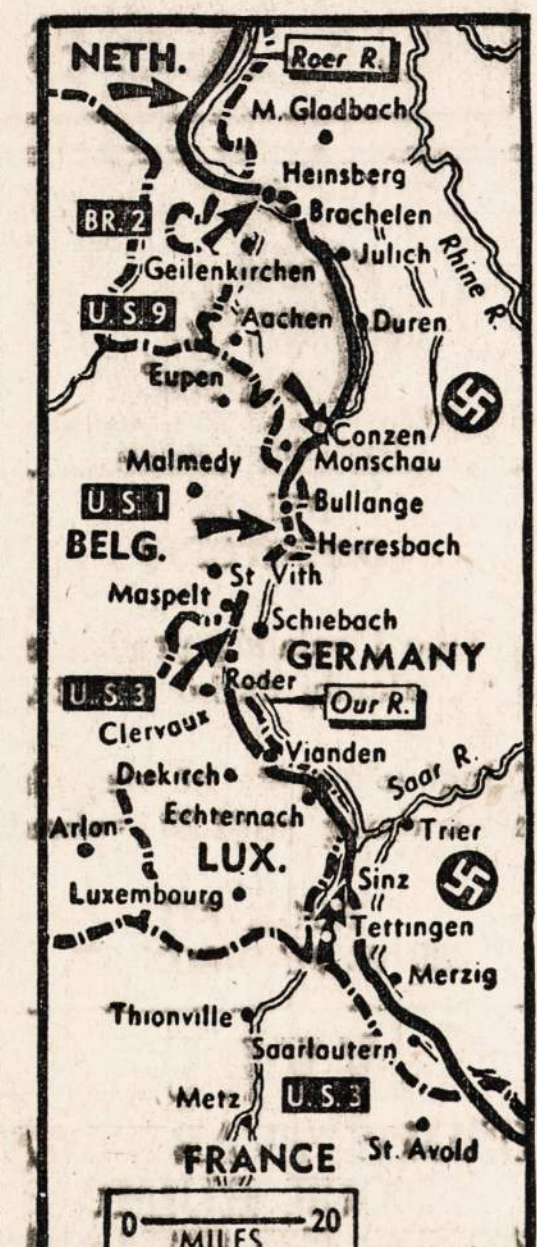 Roer R.
NETH.
M. Gladbach
Heinsberg
BR. 2
Brachelen
Julich
Rhine R.
Geilenkirchen
U.S. 9
Aachen
Duren
Eupen
Conzen
Monschau
Malmedy
U.S. 1
Bullange
BELG.
Herresbach
St. Vith
Maspelt
Schiebach
GERMANY
U.S. 3
Roder
Our R.
Clervaux
Vianden
Diekirch
Saar R.
Echternach
Arlon
Trier
LUX.
Sinz
Luxembourg
Tettingen
Merzig
Thionville
Saarlautern
Metz
U.S. 3
FRANCE
St. Avold
0 20
MILES